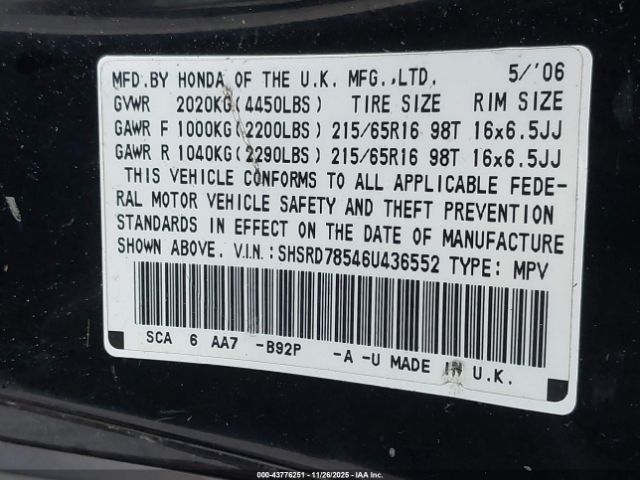 MFD.BY HONDA OF THE U.K. MFG.,LTD. 5/'06
GVWR 2020KG(4450LBS) TIRE SIZE RIM SIZE
GAWR F 1000KG(2200LBS) 215/65R16 98T 16x6.5JJ
GAWR R 1040KG(2290LBS) 215/65R16 98T 16x6.5JJ
THIS VEHICLE CONFORMS TO ALL APPLICABLE FEDE-
RAL MOTOR VEHICLE SAFETY AND THEFT PREVENTION
STANDARDS IN EFFECT ON THE DATE OF MANUFACTURE
SHOWN ABOVE. V.I.N.:SHSRD78546U436552 TYPE: MPV
SCA 6 AA7 -B92P -A -U MADE IN U.K.
000-43776251 - 11/26/2025 - IAAI.COM